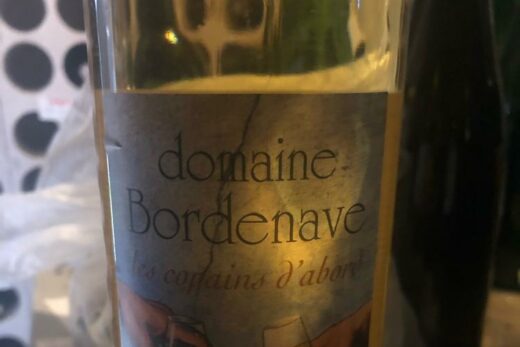 domaine
Bordenave
les copains d'abord